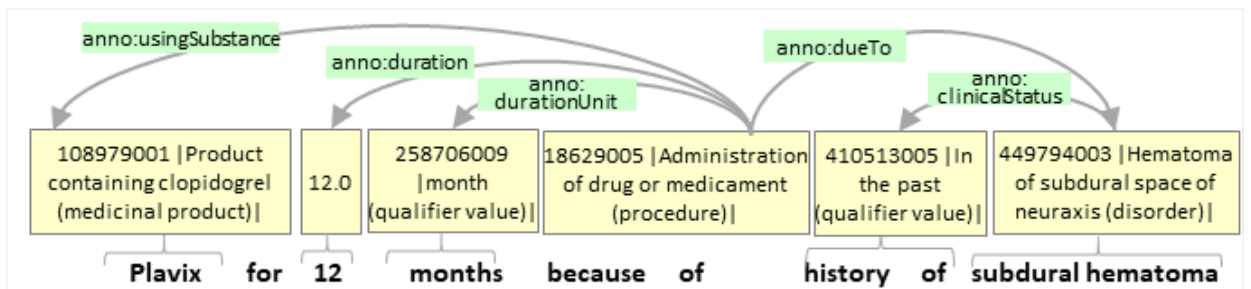 anno:usingSubstance
anno:dueTo
anno:duration
anno:
durationUnit
anno:
clinicalStatus
108979001 |Product
containing clopidogrel
(medicinal product)|
12.0
258706009
|month
(qualifier value)|
18629005 |Administration
of drug or medicament
(procedure)|
410513005 |In
the past
(qualifier value)|
449794003 |Hematoma
of subdural space of
neuraxis (disorder)|
Plavix for 12 months because of history of subdural hematoma